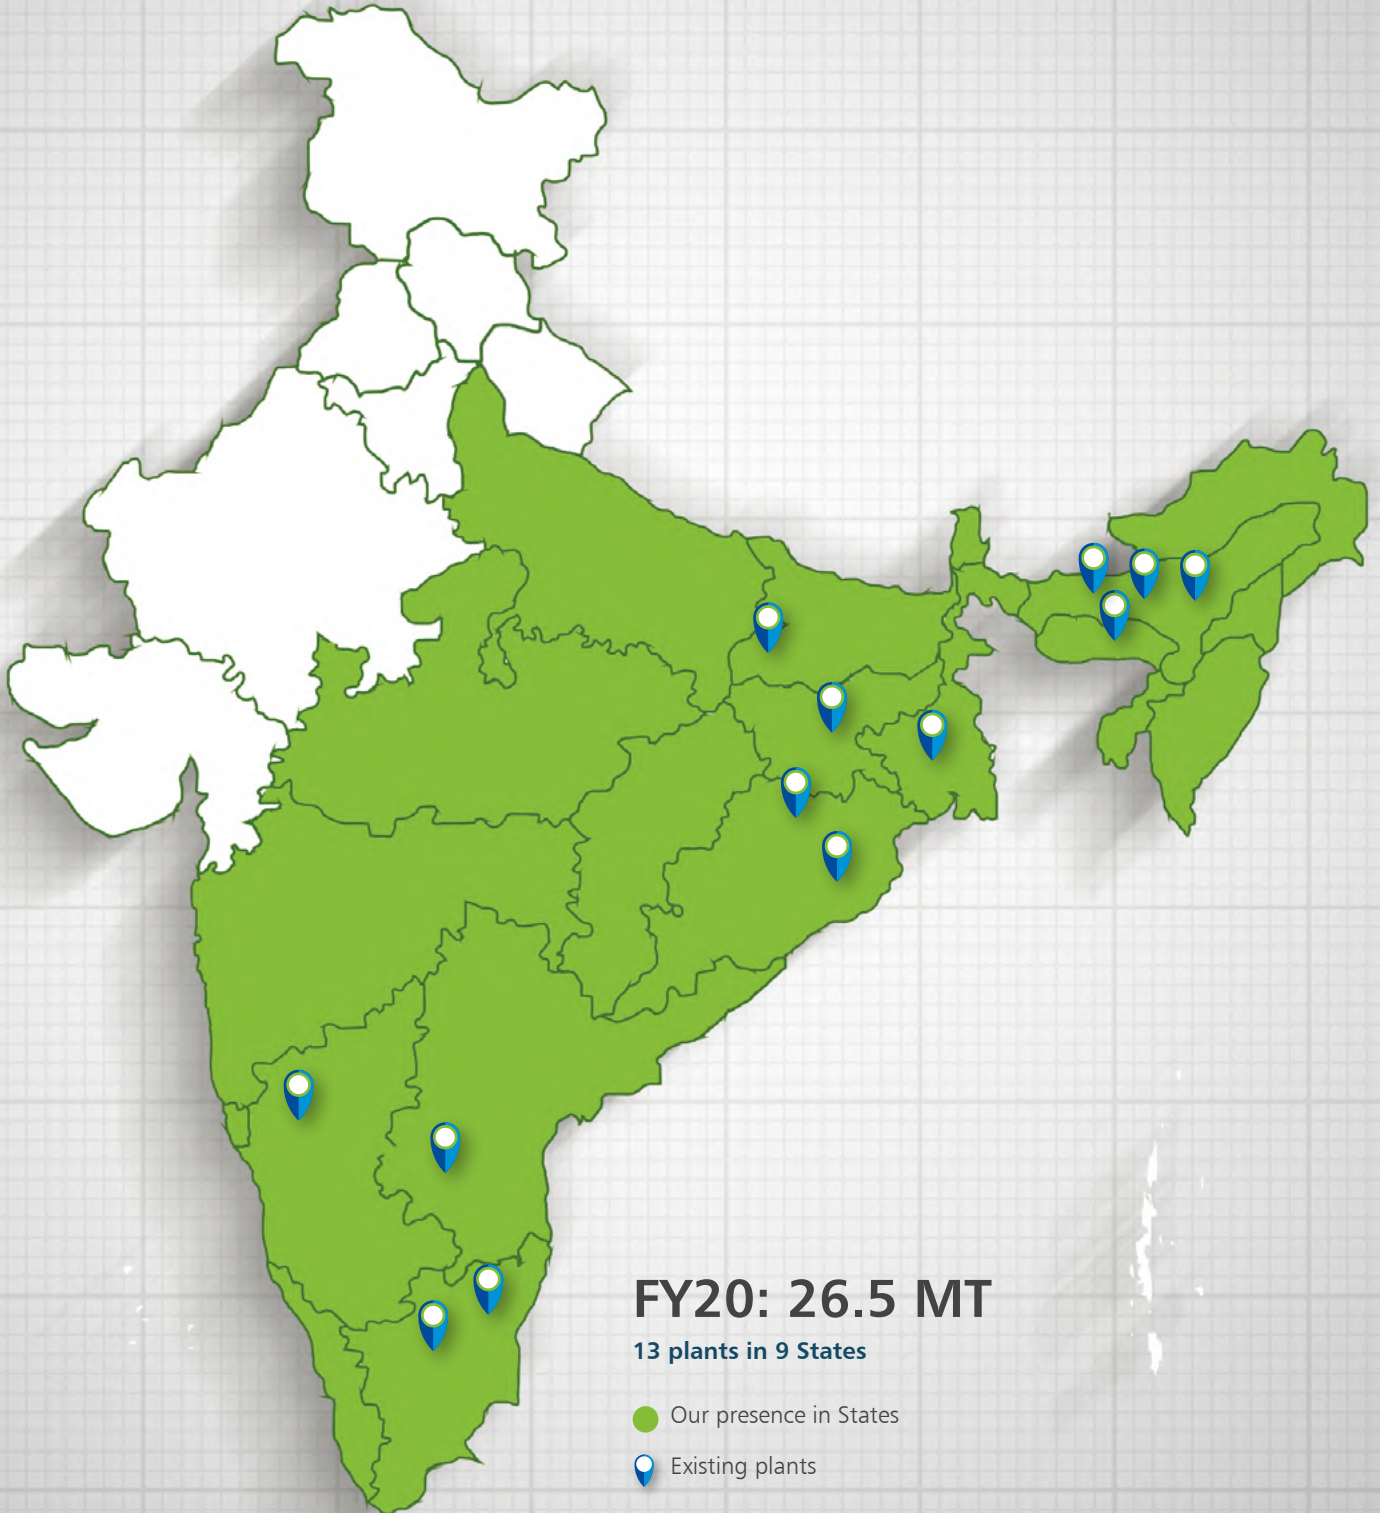 FY20: 26.5 MT
13 plants in 9 States
Our presence in States
Existing plants